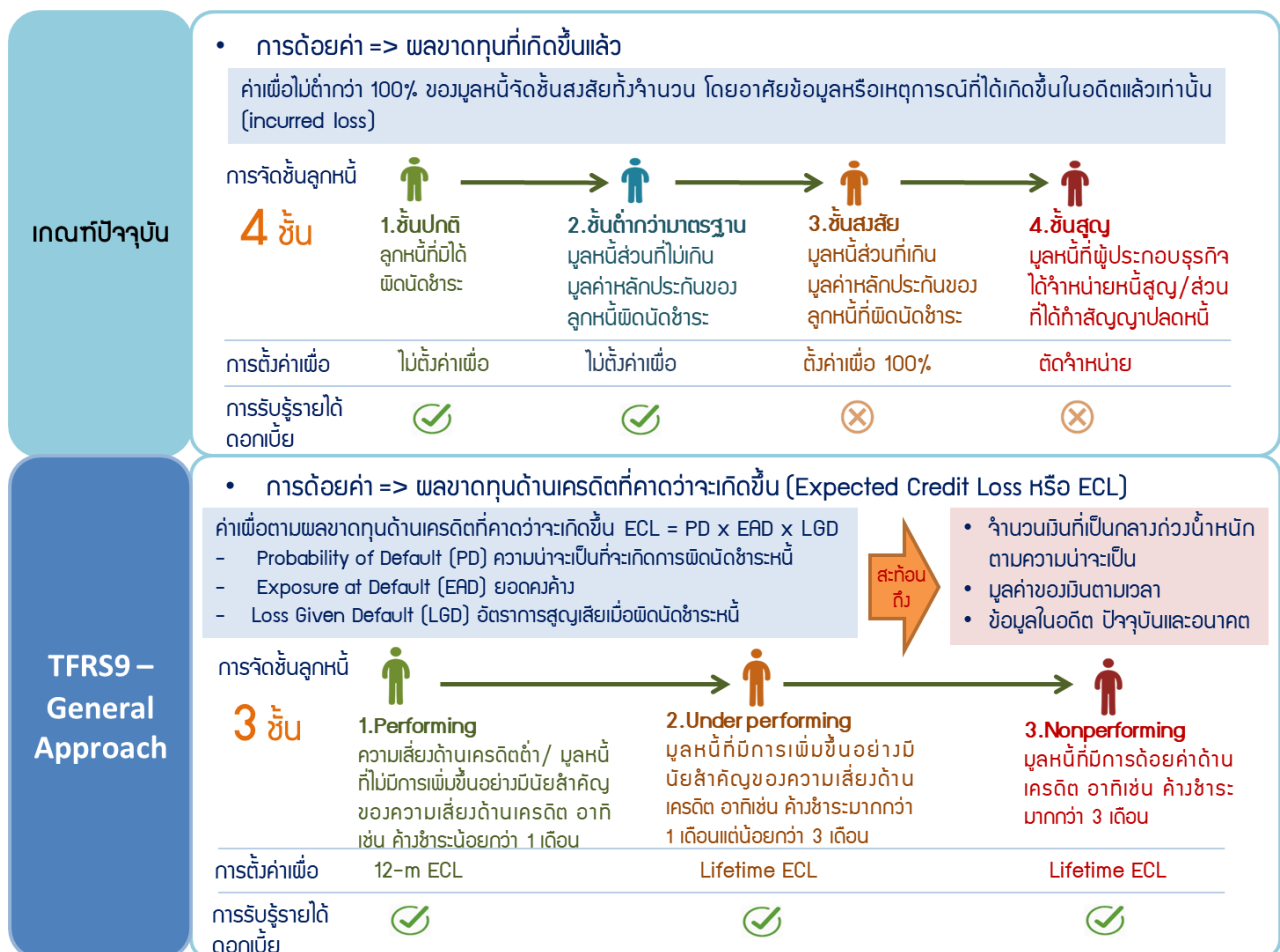 เกณฑ์ปัจจุบัน
• การด้อยค่า => ผลขาดทุนที่เกิดขึ้นแล้ว
ค่าเผื่อไม่ต่ำกว่า 100% ของมูลหนี้จัดชั้นสงสัยทั้งจำนวน โดยอาศัยข้อมูลหรือเหตุการณ์ที่ได้เกิดขึ้นในอดีตแล้วเท่านั้น
(incurred loss)
การจัดชั้นลูกหนี้
4 ชั้น
1.ชั้นปกติ
ลูกหนี้ที่มิได้
ผิดนัดชำระ
2.ชั้นต่ำกว่ามาตรฐาน
มูลหนี้ส่วนที่ไม่เกิน
มูลค่าหลักประกันของ
ลูกหนี้ผิดนัดชำระ
3.ชั้นสงสัย
มูลหนี้ส่วนที่เกิน
มูลค่าหลักประกันของ
ลูกหนี้ที่ผิดนัดชำระ
4.ชั้นสูญ
มูลหนี้ที่ผู้ประกอบธุรกิจ
ได้จำหน่ายหนี้สูญ/ส่วน
ที่ได้ทำสัญญาปลดหนี้
การตั้งค่าเผื่อ ไม่ตั้งค่าเผื่อ ไม่ตั้งค่าเผื่อ ตั้งค่าเผื่อ 100% ตัดจำหน่าย
การรับรู้รายได้
ดอกเบี้ย
TFRS9 –
General
Approach
• การด้อยค่า => ผลขาดทุนด้านเครดิตที่คาดว่าจะเกิดขึ้น (Expected Credit Loss หรือ ECL)
ค่าเผื่อตามผลขาดทุนด้านเครดิตที่คาดว่าจะเกิดขึ้น ECL = PD x EAD x LGD
- Probability of Default (PD) ความน่าจะเป็นที่จะเกิดการผิดนัดชำระหนี้
- Exposure at Default (EAD) ยอดคงค้าง
- Loss Given Default (LGD) อัตราการสูญเสียเมื่อผิดนัดชำระหนี้
สะท้อน
ถึง
• จำนวนเงินที่เป็นกลางถ่วงน้ำหนัก
ตามความน่าจะเป็น
• มูลค่าของเงินตามเวลา
• ข้อมูลในอดีต ปัจจุบันและอนาคต
การจัดชั้นลูกหนี้
3 ชั้น
1.Performing
ความเสี่ยงด้านเครดิตต่ำ/ มูลหนี้
ที่ไม่มีการเพิ่มขึ้นอย่างมีนัยสำคัญ
ของความเสี่ยงด้านเครดิต อาทิ
เช่น ค้างชำระน้อยกว่า 1 เดือน
2.Under performing
มูลหนี้ที่มีการเพิ่มขึ้นอย่างมี
นัยสำคัญของความเสี่ยงด้าน
เครดิต อาทิเช่น ค้างชำระมากกว่า
1 เดือนแต่น้อยกว่า 3 เดือน
3.Nonperforming
มูลหนี้ที่มีการด้อยค่าด้าน
เครดิต อาทิเช่น ค้างชำระ
มากกว่า 3 เดือน
การตั้งค่าเผื่อ 12-m ECL Lifetime ECL Lifetime ECL
การรับรู้รายได้
ดอกเบี้ย